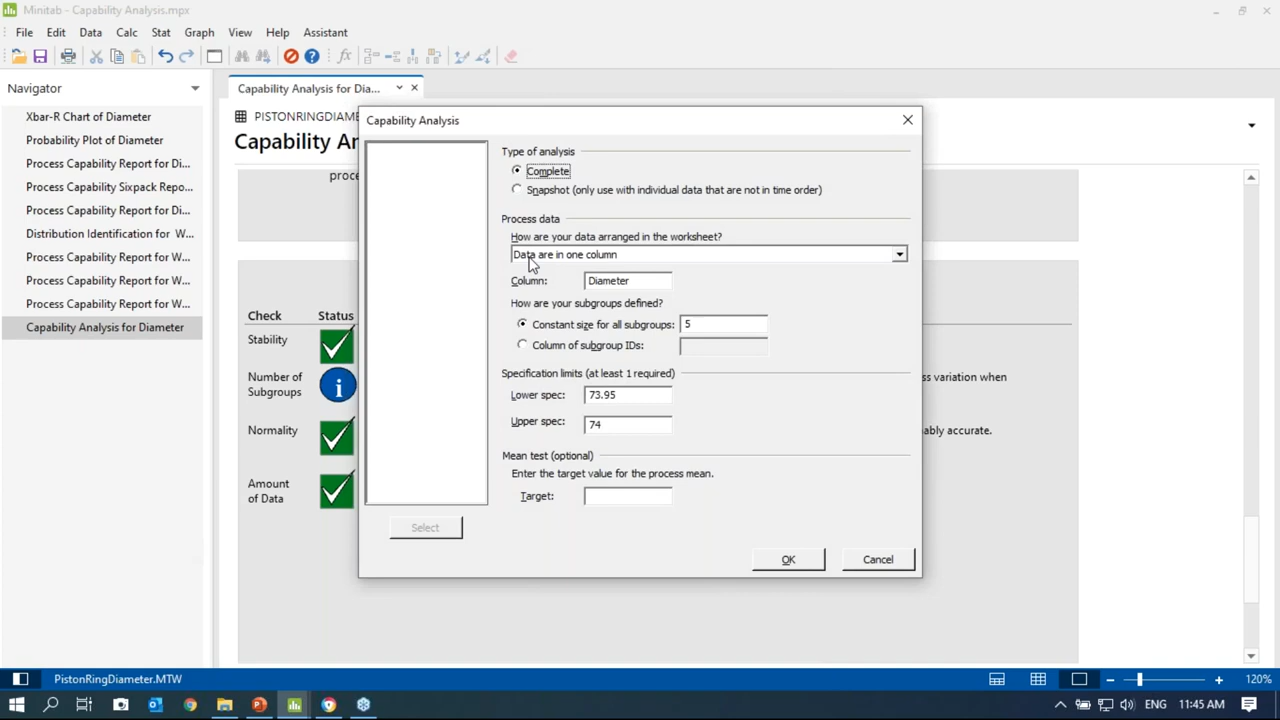 Minitab - Capability Analysis.mpx
File Edit Data Calc Stat Graph View Help Assistant
Navigator
Xbar-R Chart of Diameter
Probability Plot of Diameter
Process Capability Report for Di...
Process Capability Sixpack Repo...
Process Capability Report for Di...
Distribution Identification for W...
Process Capability Report for W...
Process Capability Report for W...
Process Capability Report for W...
Capability Analysis for Diameter
Capability Analysis for Dia...
PISTONRINGDIAME
Capability Ar
proce
Check Status
Stability
Number of
Subgroups
Normality
Amount
of Data
ss variation when
ably accurate.
Capability Analysis
Type of analysis
Complete
Snapshot (only use with individual data that are not in time order)
Process data
How are your data arranged in the worksheet?
Data are in one column
Column: Diameter
How are your subgroups defined?
Constant size for all subgroups: 5
Column of subgroup IDs:
Specification limits (at least 1 required)
Lower spec: 73.95
Upper spec: 74
Mean test (optional)
Enter the target value for the process mean.
Target:
Select
OK Cancel
PistonRingDiameter.MTW
120%
ENG 11:45 AM